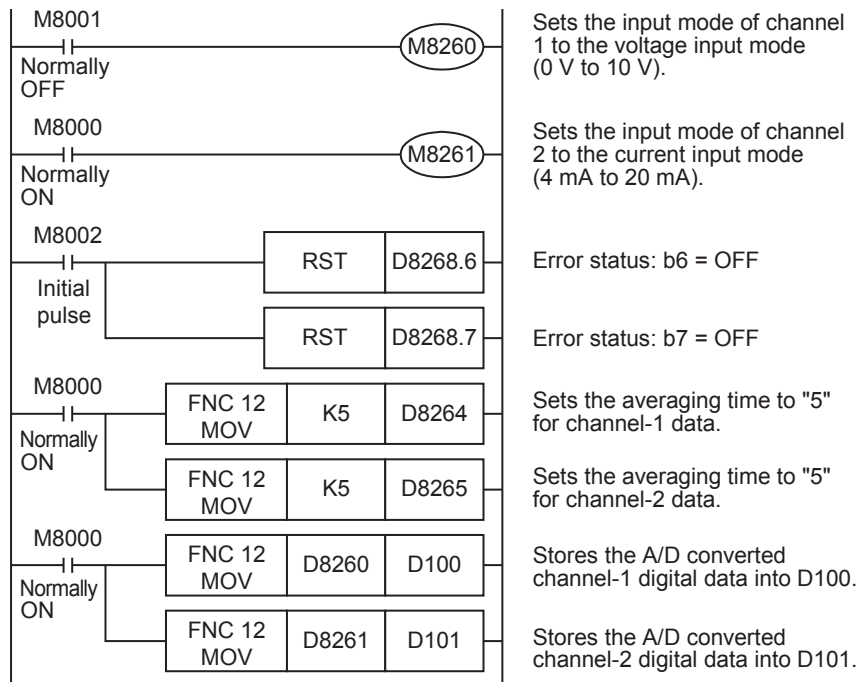 M8001
M8260
Normally
OFF
Sets the input mode of channel
1 to the voltage input mode
(0 V to 10 V).
M8000
M8261
Normally
ON
Sets the input mode of channel
2 to the current input mode
(4 mA to 20 mA).
M8002
Initial
pulse
RST D8268.6
Error status: b6 = OFF
RST D8268.7
Error status: b7 = OFF
M8000
Normally
ON
FNC 12
MOV K5 D8264
Sets the averaging time to "5"
for channel-1 data.
FNC 12
MOV K5 D8265
Sets the averaging time to "5"
for channel-2 data.
M8000
Normally
ON
FNC 12
MOV D8260 D100
Stores the A/D converted
channel-1 digital data into D100.
FNC 12
MOV D8261 D101
Stores the A/D converted
channel-2 digital data into D101.